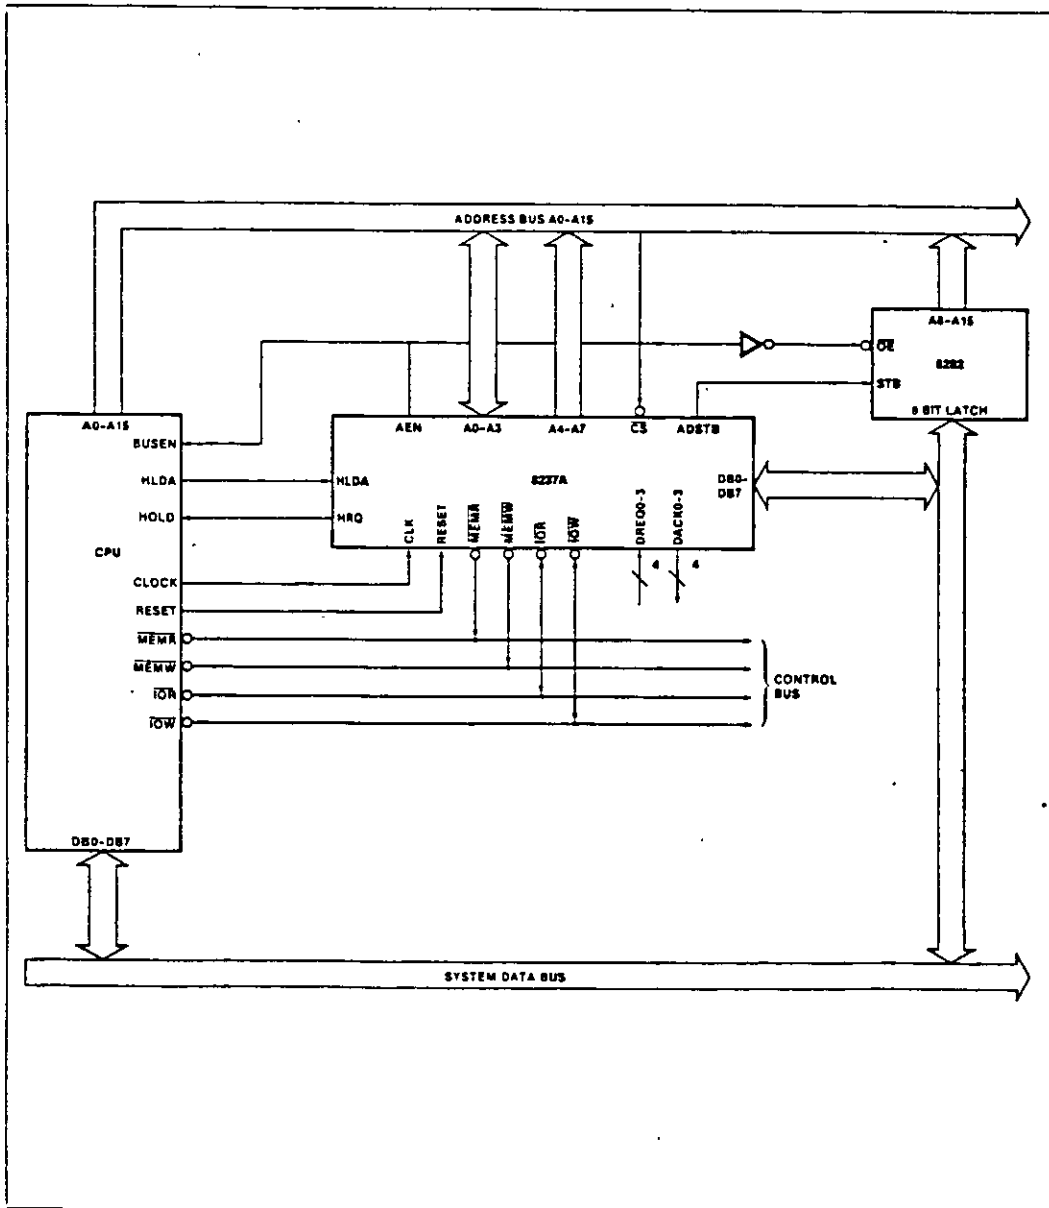 ADDRESS BUS A0-A15
A8-A15
OE
8282
STB
8 BIT LATCH
A0-A15
BUSEN
HLDA
HOLD
CPU
CLOCK
RESET
MEMR
MEMW
IOR
IOW
DB0-DB7
AEN
A0-A3
A4-A7
CS
ADSTB
HLDA
8237A
DB0-
DB7
HRQ
CLK
RESET
MEMR
MEMW
IOR
IOW
DREQ0-3
DACK0-3
4
4
CONTROL
BUS
SYSTEM DATA BUS